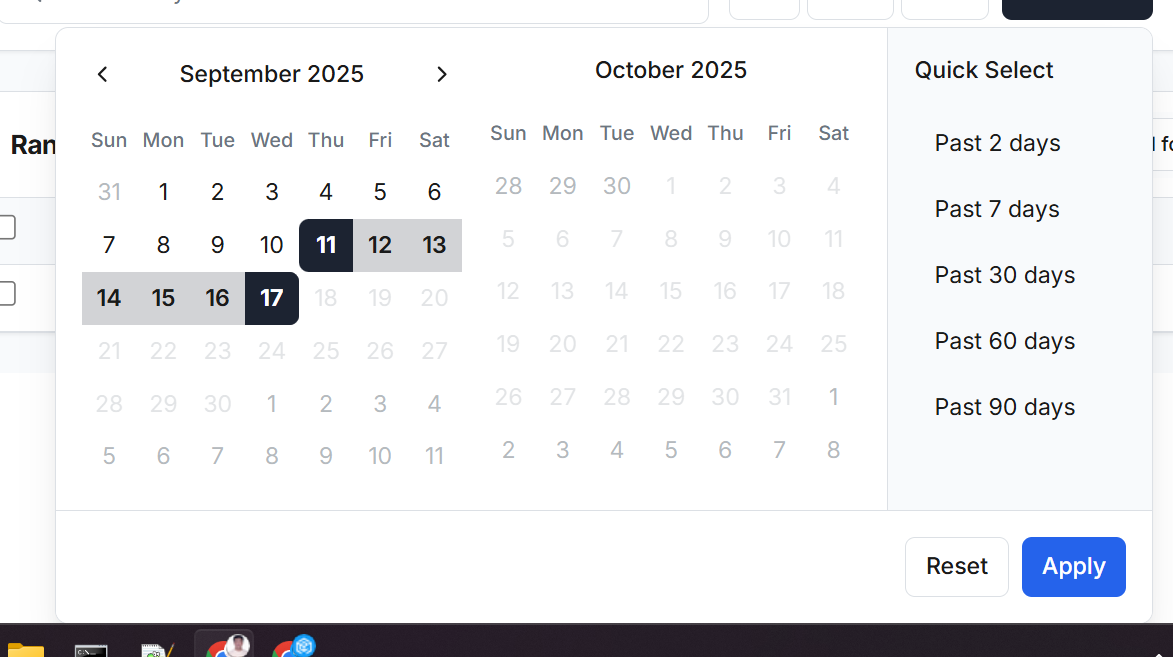 September 2025
Sun Mon Tue Wed Thu Fri Sat
31 1 2 3 4 5 6
7 8 9 10 11 12 13
14 15 16 17 18 19 20
21 22 23 24 25 26 27
28 29 30 1 2 3 4
5 6 7 8 9 10 11
October 2025
Sun Mon Tue Wed Thu Fri Sat
28 29 30 1 2 3 4
5 6 7 8 9 10 11
12 13 14 15 16 17 18
19 20 21 22 23 24 25
26 27 28 29 30 31 1
2 3 4 5 6 7 8
Quick Select
Past 2 days
Past 7 days
Past 30 days
Past 60 days
Past 90 days
Reset
Apply
Ran